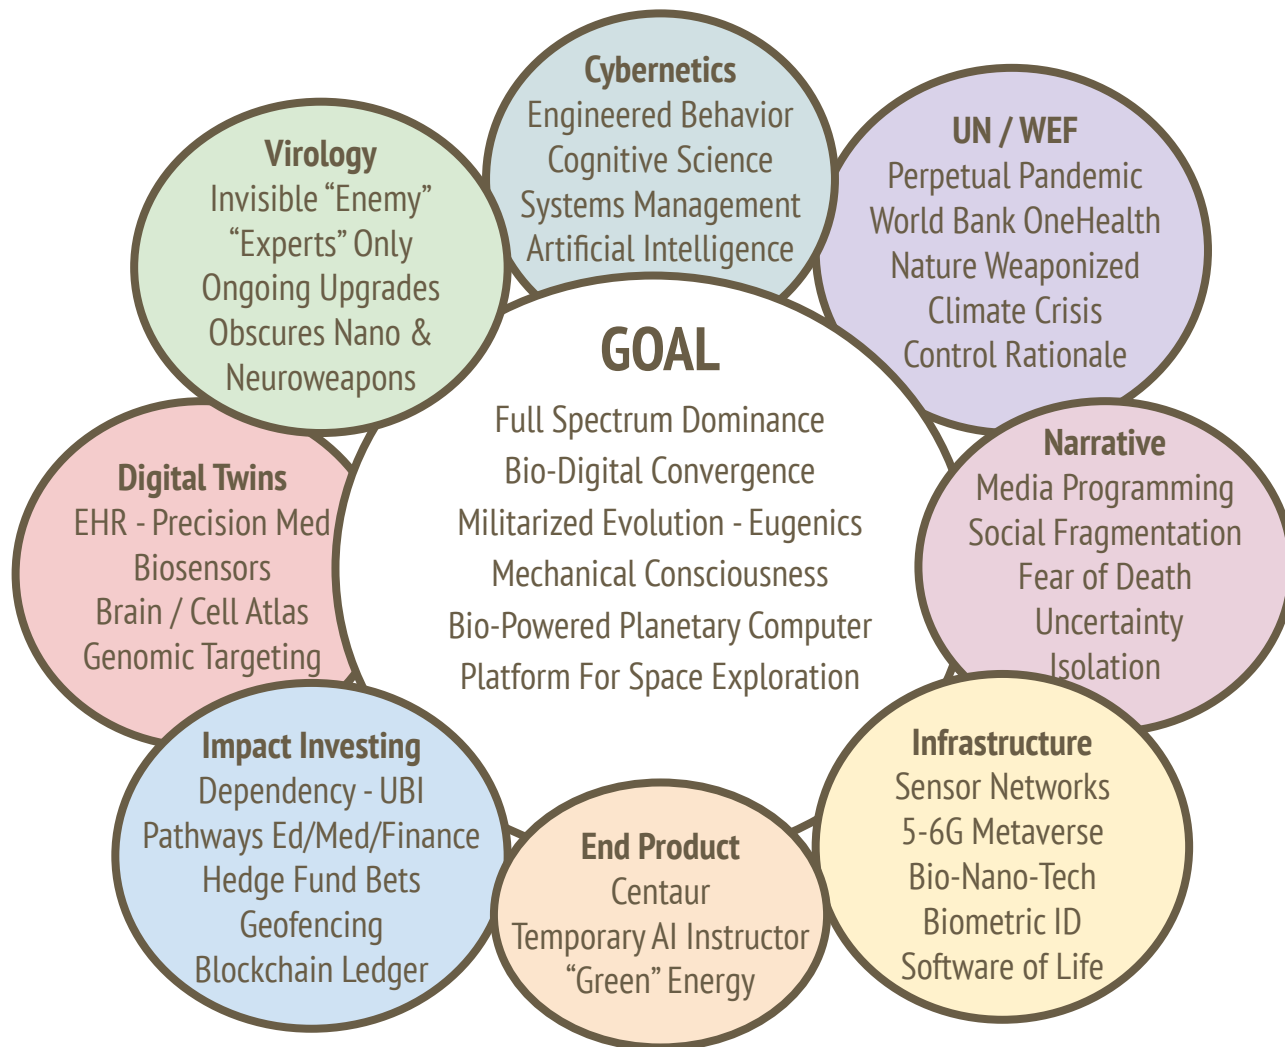 Cybernetics
Engineered Behavior
Cognitive Science
Systems Management
Artificial Intelligence
UN / WEF
Perpetual Pandemic
World Bank OneHealth
Nature Weaponized
Climate Crisis
Control Rationale
Virology
Invisible “Enemy”
“Experts” Only
Ongoing Upgrades
Obscures Nano &
Neuroweapons
GOAL
Full Spectrum Dominance
Bio-Digital Convergence
Militarized Evolution - Eugenics
Mechanical Consciousness
Bio-Powered Planetary Computer
Platform For Space Exploration
Narrative
Media Programming
Social Fragmentation
Fear of Death
Uncertainty
Isolation
Digital Twins
EHR - Precision Med
Biosensors
Brain / Cell Atlas
Genomic Targeting
Impact Investing
Dependency - UBI
Pathways Ed/Med/Finance
Hedge Fund Bets
Geofencing
Blockchain Ledger
End Product
Centaur
Temporary AI Instructor
“Green” Energy
Infrastructure
Sensor Networks
5-6G Metaverse
Bio-Nano-Tech
Biometric ID
Software of Life